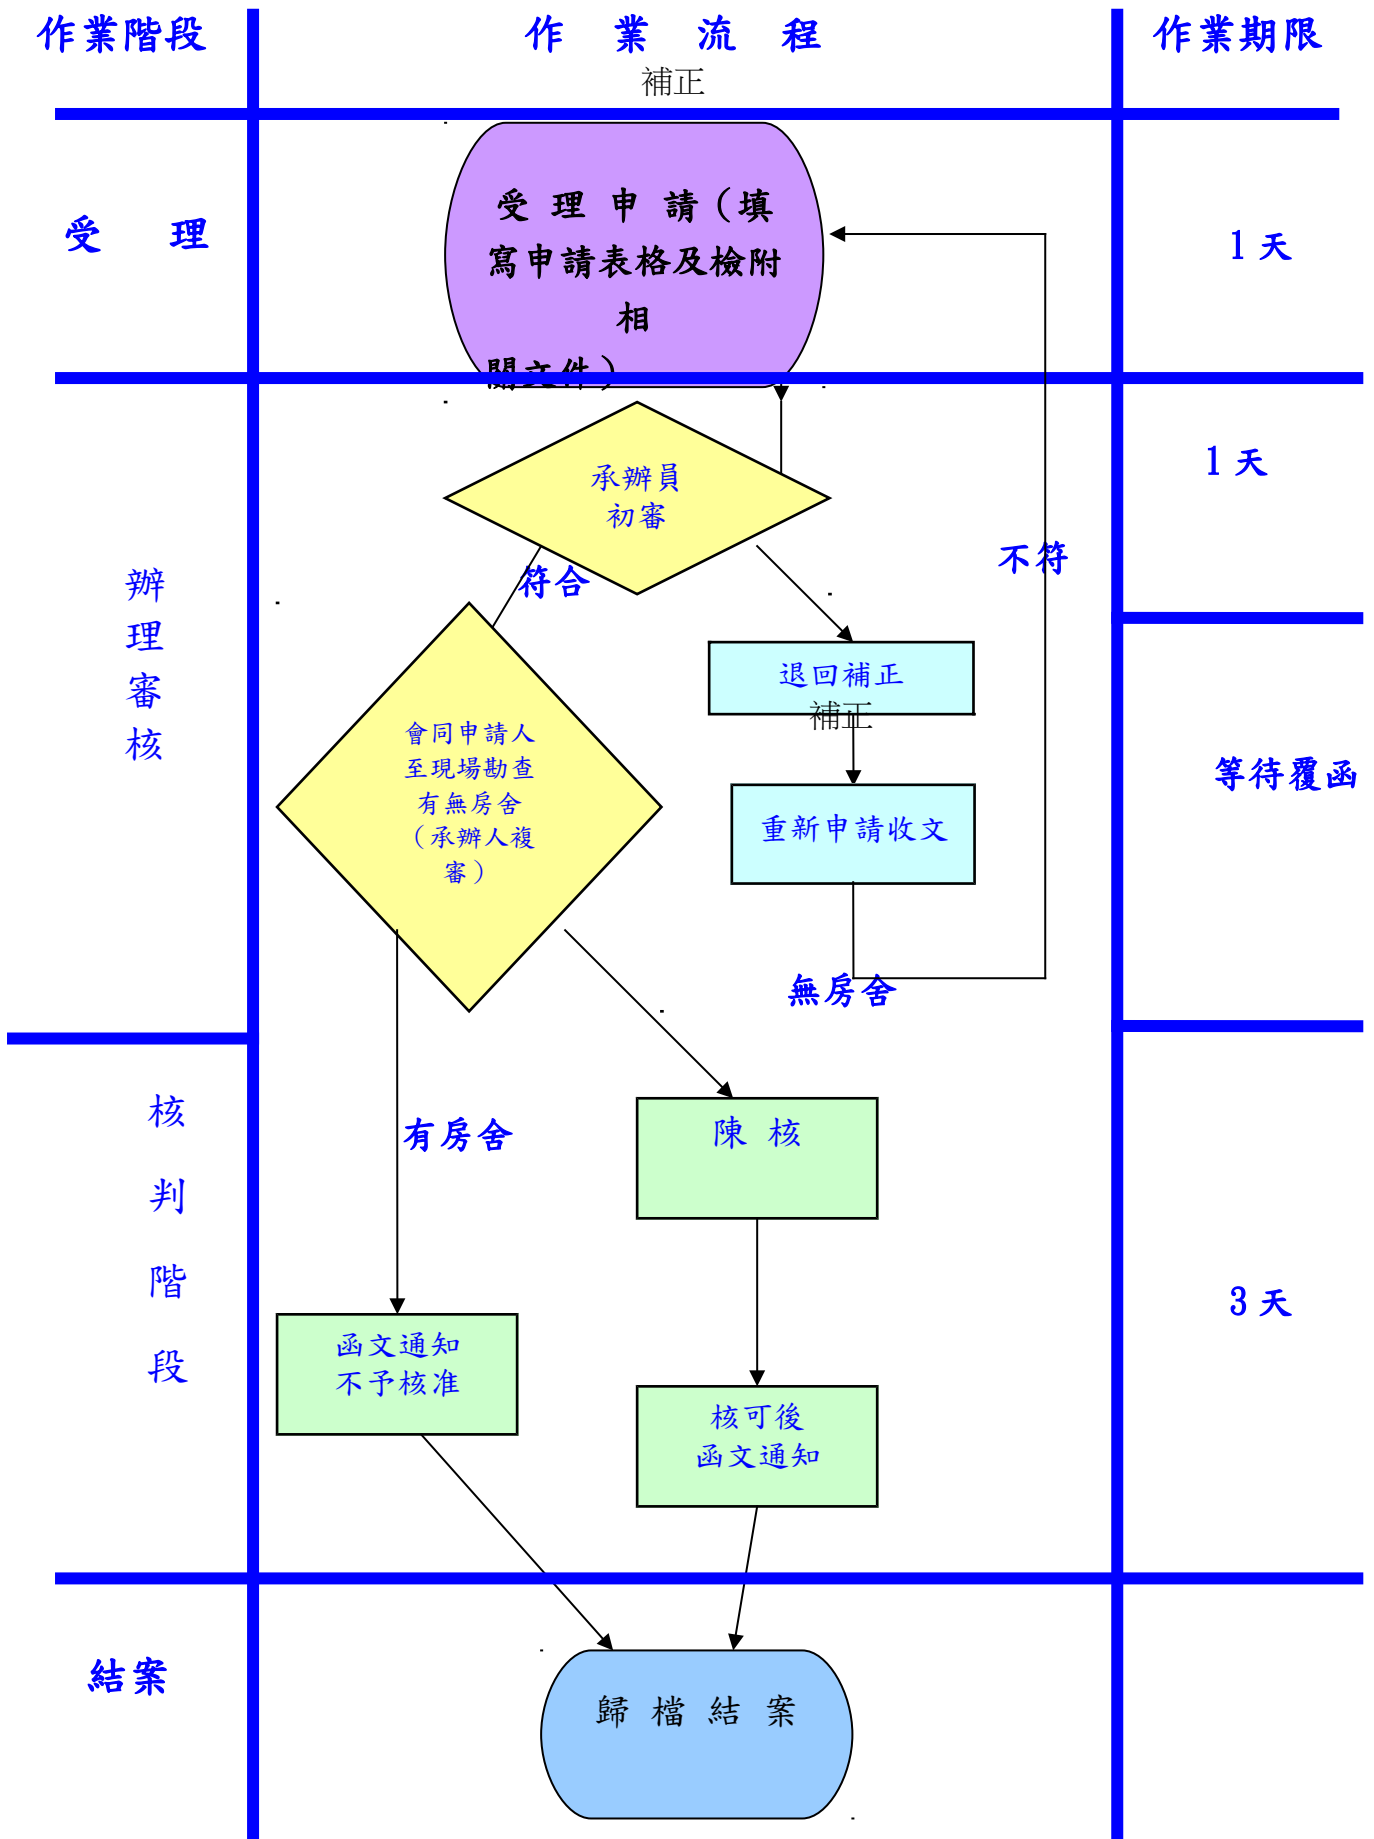 作業階段
作 業 流 程
作業期限
補正
受 理
受 理 申 請（填
寫申請表格及檢附
相
關文件）
1天
承辦員
初審
1天
符合
不符
辦
理
審
核
退回補正
補正
會同申請人
至現場勘查
有無房舍
（承辦人複
審）
等待覆函
重新申請收文
無房舍
核
判
階
段
有房舍
陳 核
3天
函文通知
不予核准
核可後
函文通知
結案
歸 檔 結 案